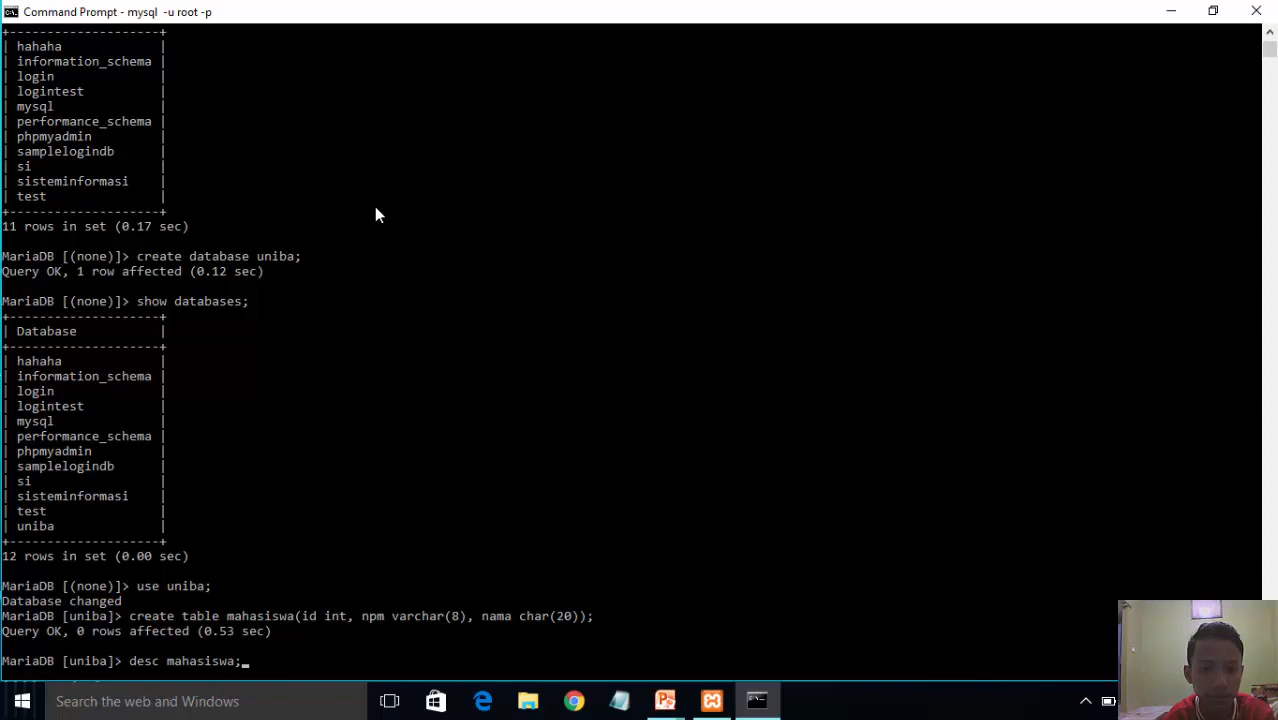 Command Prompt - mysql  -u root -p
+--------------------+
| hahaha             |
| information_schema |
| login              |
| logintest          |
| mysql              |
| performance_schema |
| phpmyadmin         |
| samplelogindb      |
| si                 |
| sisteminformasi    |
| test               |
+--------------------+
11 rows in set (0.17 sec)
MariaDB [(none)]> create database uniba;
Query OK, 1 row affected (0.12 sec)
MariaDB [(none)]> show databases;
+--------------------+
| Database           |
+--------------------+
| hahaha             |
| information_schema |
| login              |
| logintest          |
| mysql              |
| performance_schema |
| phpmyadmin         |
| samplelogindb      |
| si                 |
| sisteminformasi    |
| test               |
| uniba              |
+--------------------+
12 rows in set (0.00 sec)
MariaDB [(none)]> use uniba;
Database changed
MariaDB [uniba]> create table mahasiswa(id int, npm varchar(8), nama char(20));
Query OK, 0 rows affected (0.53 sec)
MariaDB [uniba]> desc mahasiswa;_
Search the web and Windows